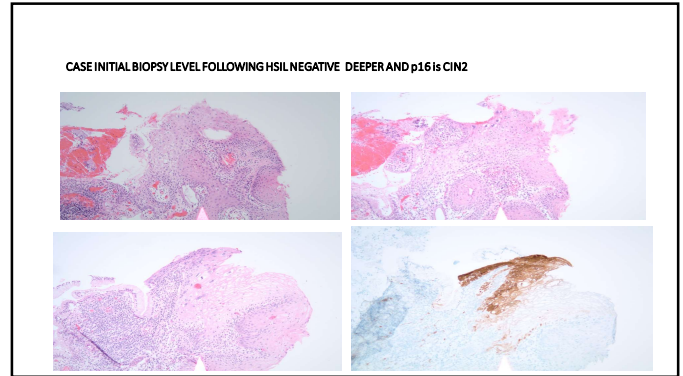 CASE INITIAL BIOPSY LEVEL FOLLOWING HSIL NEGATIVE DEEPER AND p16 is CIN2